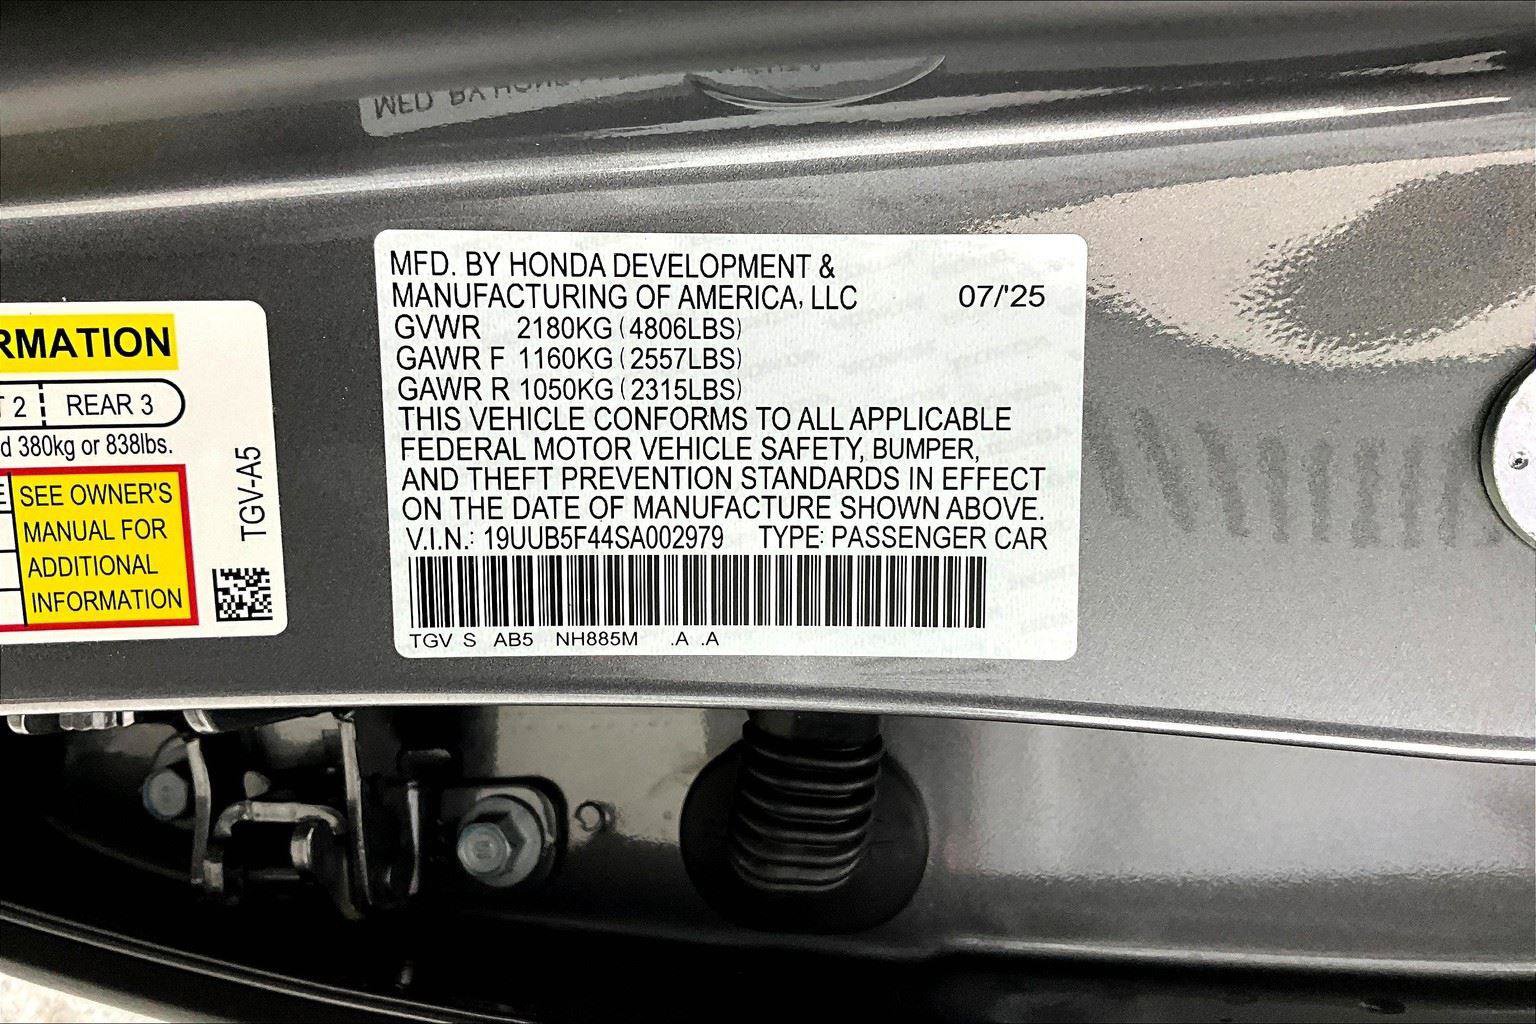 MFD. BY HONDA DEVELOPMENT &
MANUFACTURING OF AMERICA, LLC 07/'25
GVWR 2180KG (4806LBS)
GAWR F 1160KG (2557LBS)
GAWR R 1050KG (2315LBS)
THIS VEHICLE CONFORMS TO ALL APPLICABLE
FEDERAL MOTOR VEHICLE SAFETY, BUMPER,
AND THEFT PREVENTION STANDARDS IN EFFECT
ON THE DATE OF MANUFACTURE SHOWN ABOVE.
V.I.N.: 19UUB5F44SA002979 TYPE: PASSENGER CAR
TGV S AB5 NH885M .A .A
RMATION
T 2 REAR 3
d 380kg or 838lbs.
E SEE OWNER'S
MANUAL FOR
ADDITIONAL
INFORMATION
TGV-A5